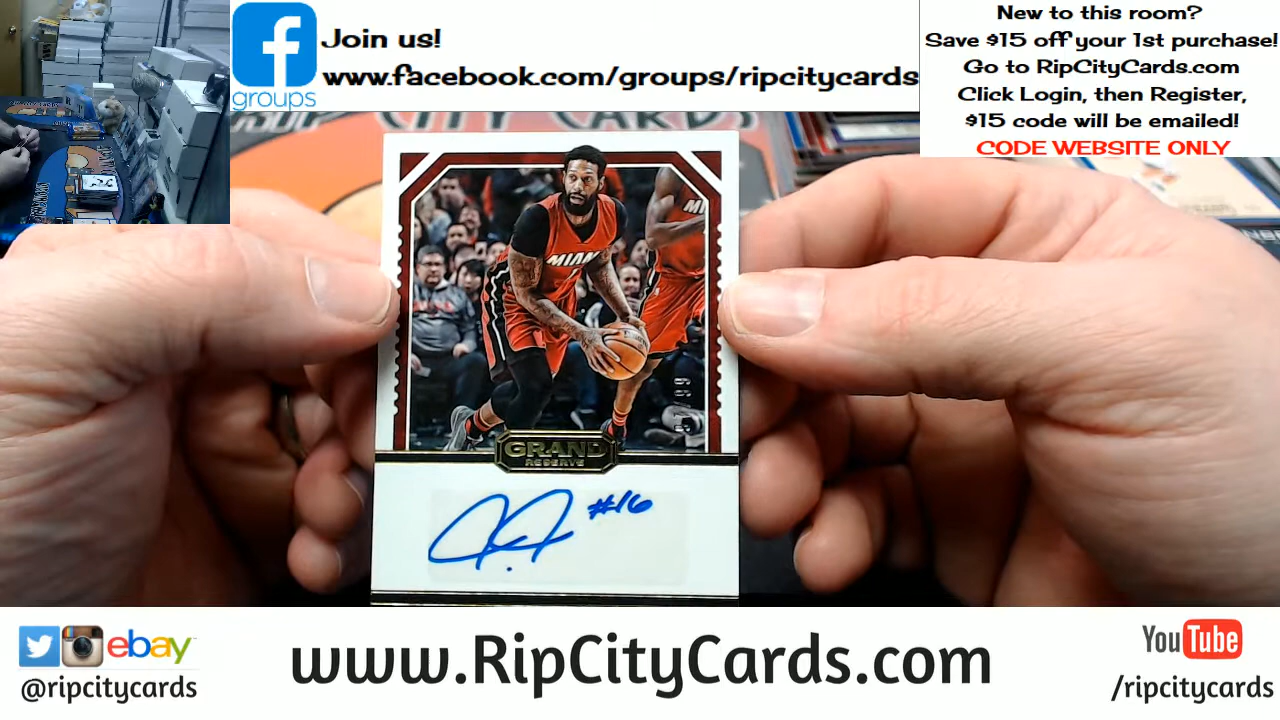 Join us!
groups
www.facebook.com/groups/ripcitycards
New to this room?
Save $15 off your 1st purchase!
Go to RipCityCards.com
Click Login, then Register,
$15 code will be emailed!
CODE WEBSITE ONLY
CITY CARDS
MIAMI
GRAND
RESERVE
#16
ebay
@ripcitycards
www.RipCityCards.com
YouTube
/ripcitycards